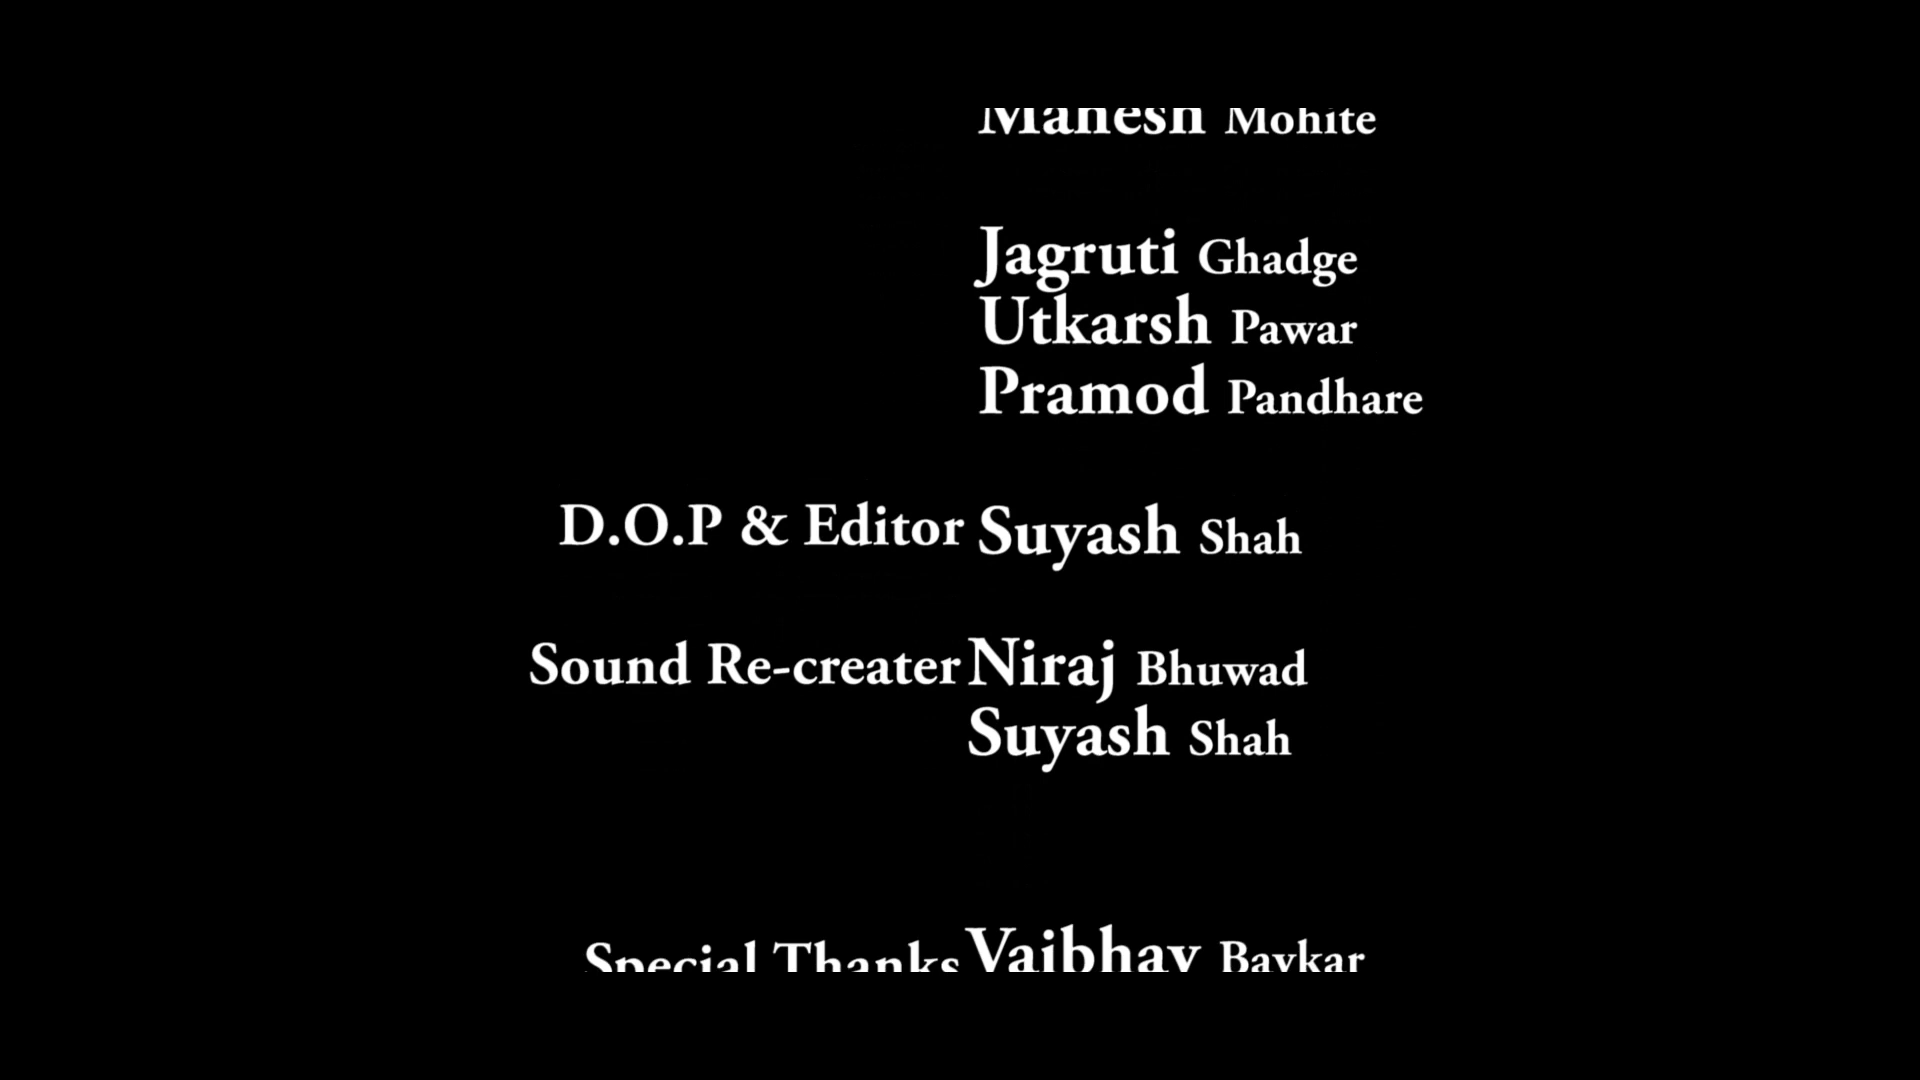 Mahesh Mohite
Jagruti Ghadge
Utkarsh Pawar
Pramod Pandhare
D.O.P & Editor Suyash Shah
Sound Re-creater Niraj Bhuwad
Suyash Shah
Special Thanks Vaibhav